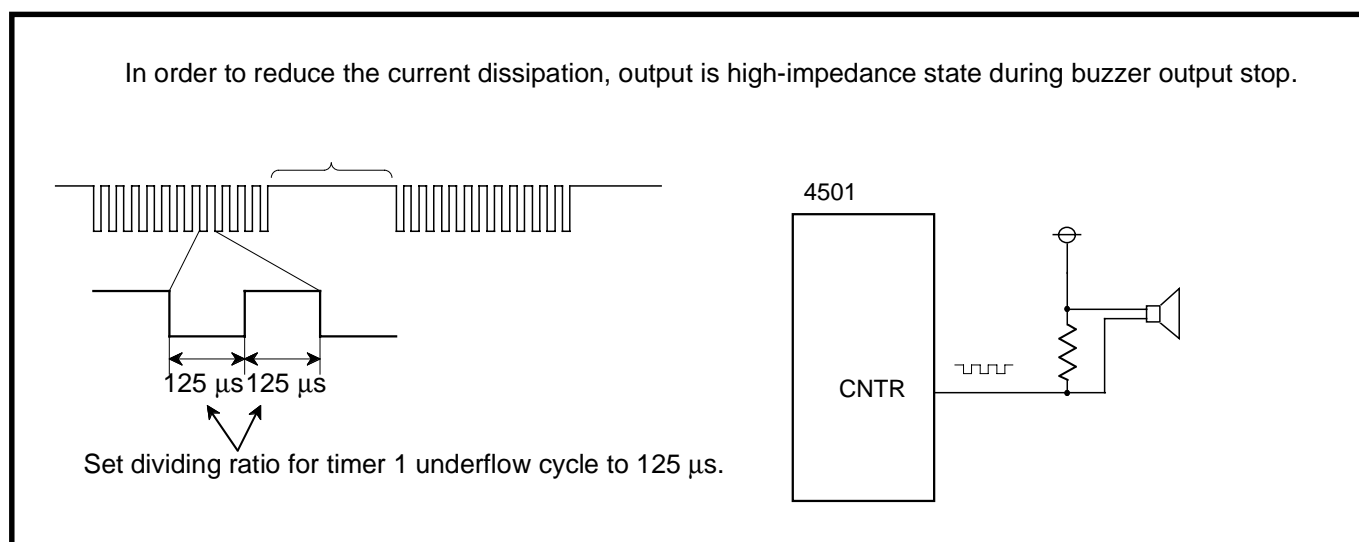 In order to reduce the current dissipation, output is high-impedance state during buzzer output stop.
4501
CNTR
125 μs 125 μs
Set dividing ratio for timer 1 underflow cycle to 125 μs.